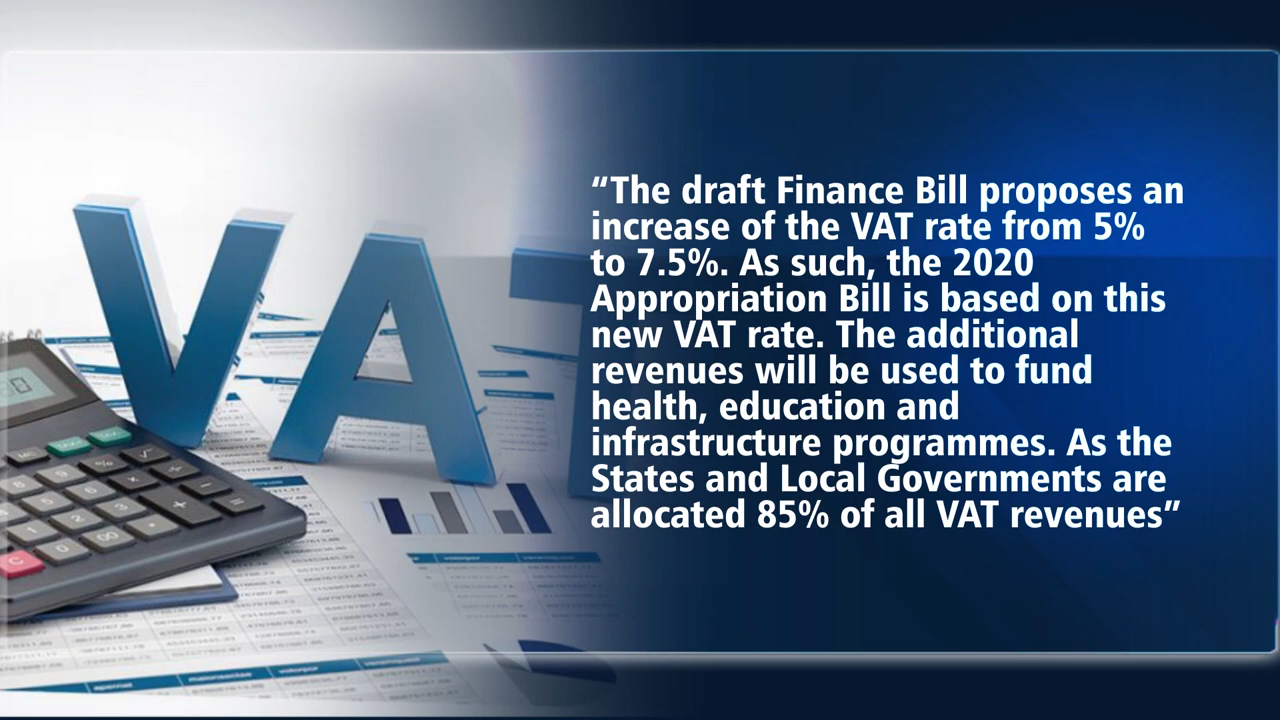 VA
“The draft Finance Bill proposes an
increase of the VAT rate from 5%
to 7.5%. As such, the 2020
Appropriation Bill is based on this
new VAT rate. The additional
revenues will be used to fund
health, education and
infrastructure programmes. As the
States and Local Governments are
allocated 85% of all VAT revenues”